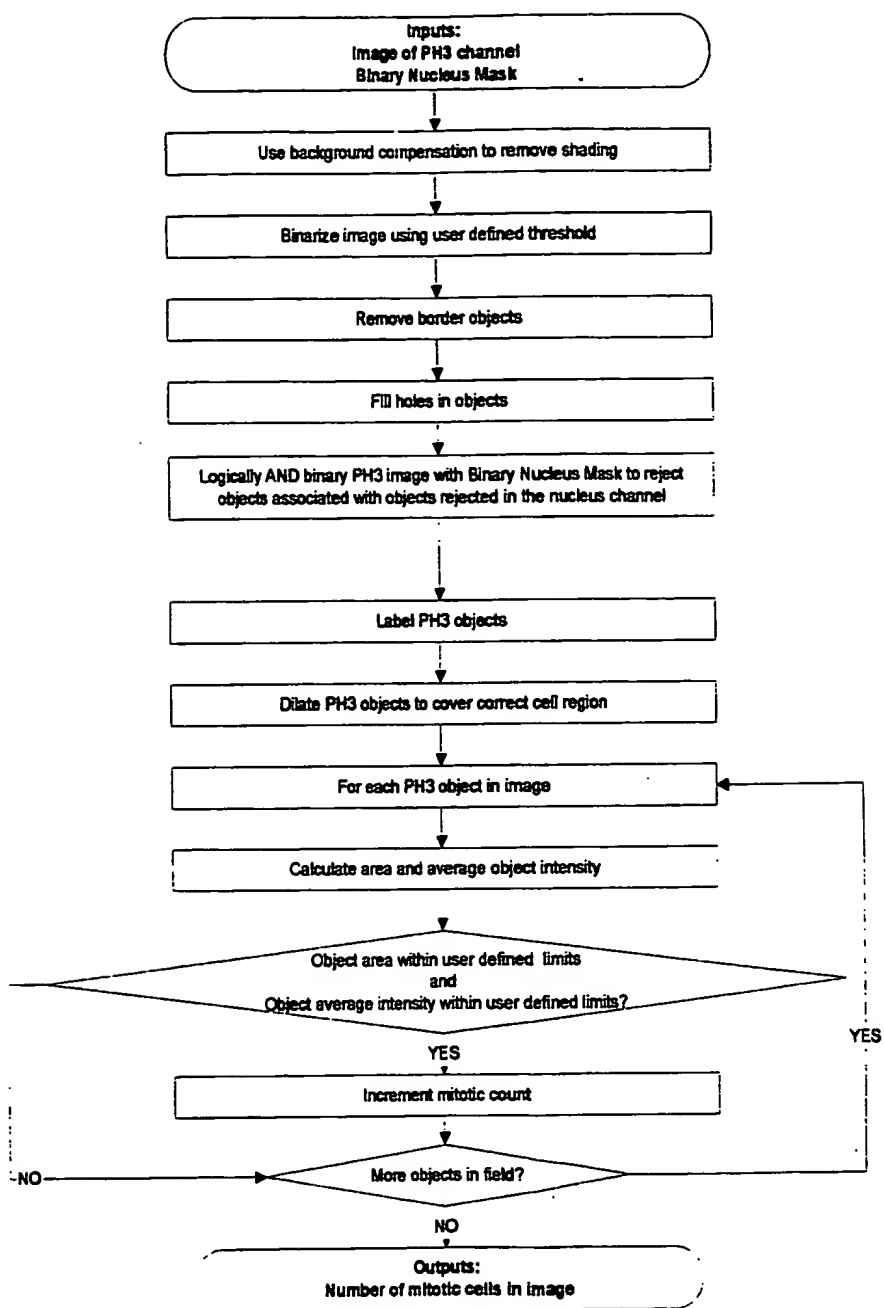 Inputs:
Image of PH3 channel
Binary Nucleus Mask
Use background compensation to remove shading
Binarize image using user defined threshold
Remove border objects
Fill holes in objects
Logically AND binary PH3 image with Binary Nucleus Mask to reject
objects associated with objects rejected in the nucleus channel
Label PH3 objects
Dilate PH3 objects to cover correct cell region
For each PH3 object in image
Calculate area and average object intensity
Object area within user defined limits
and
Object average intensity within user defined limits?
YES
YES
Increment mitotic count
More objects in field?
NO
NO
Outputs:
Number of mitotic cells in image